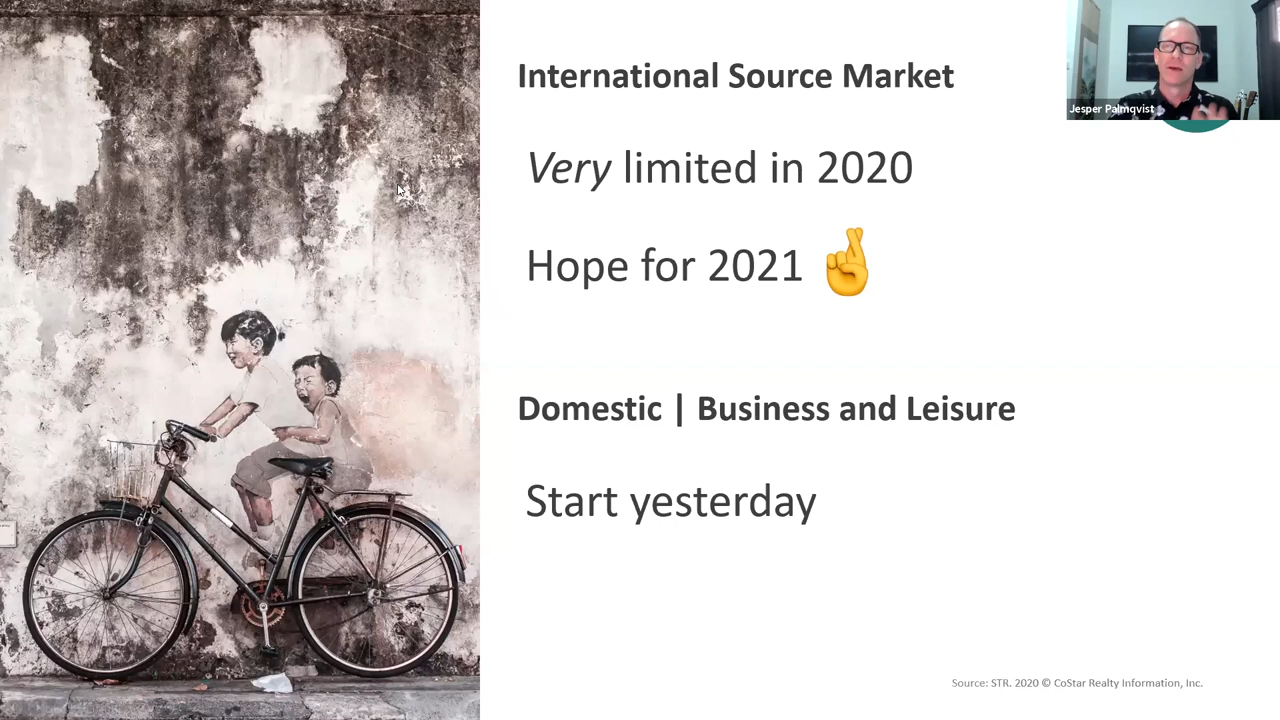 International Source Market
Jesper Palmqvist
Very limited in 2020
Hope for 2021 🤞
Domestic | Business and Leisure
Start yesterday
Source: STR. 2020 © CoStar Realty Information, Inc.